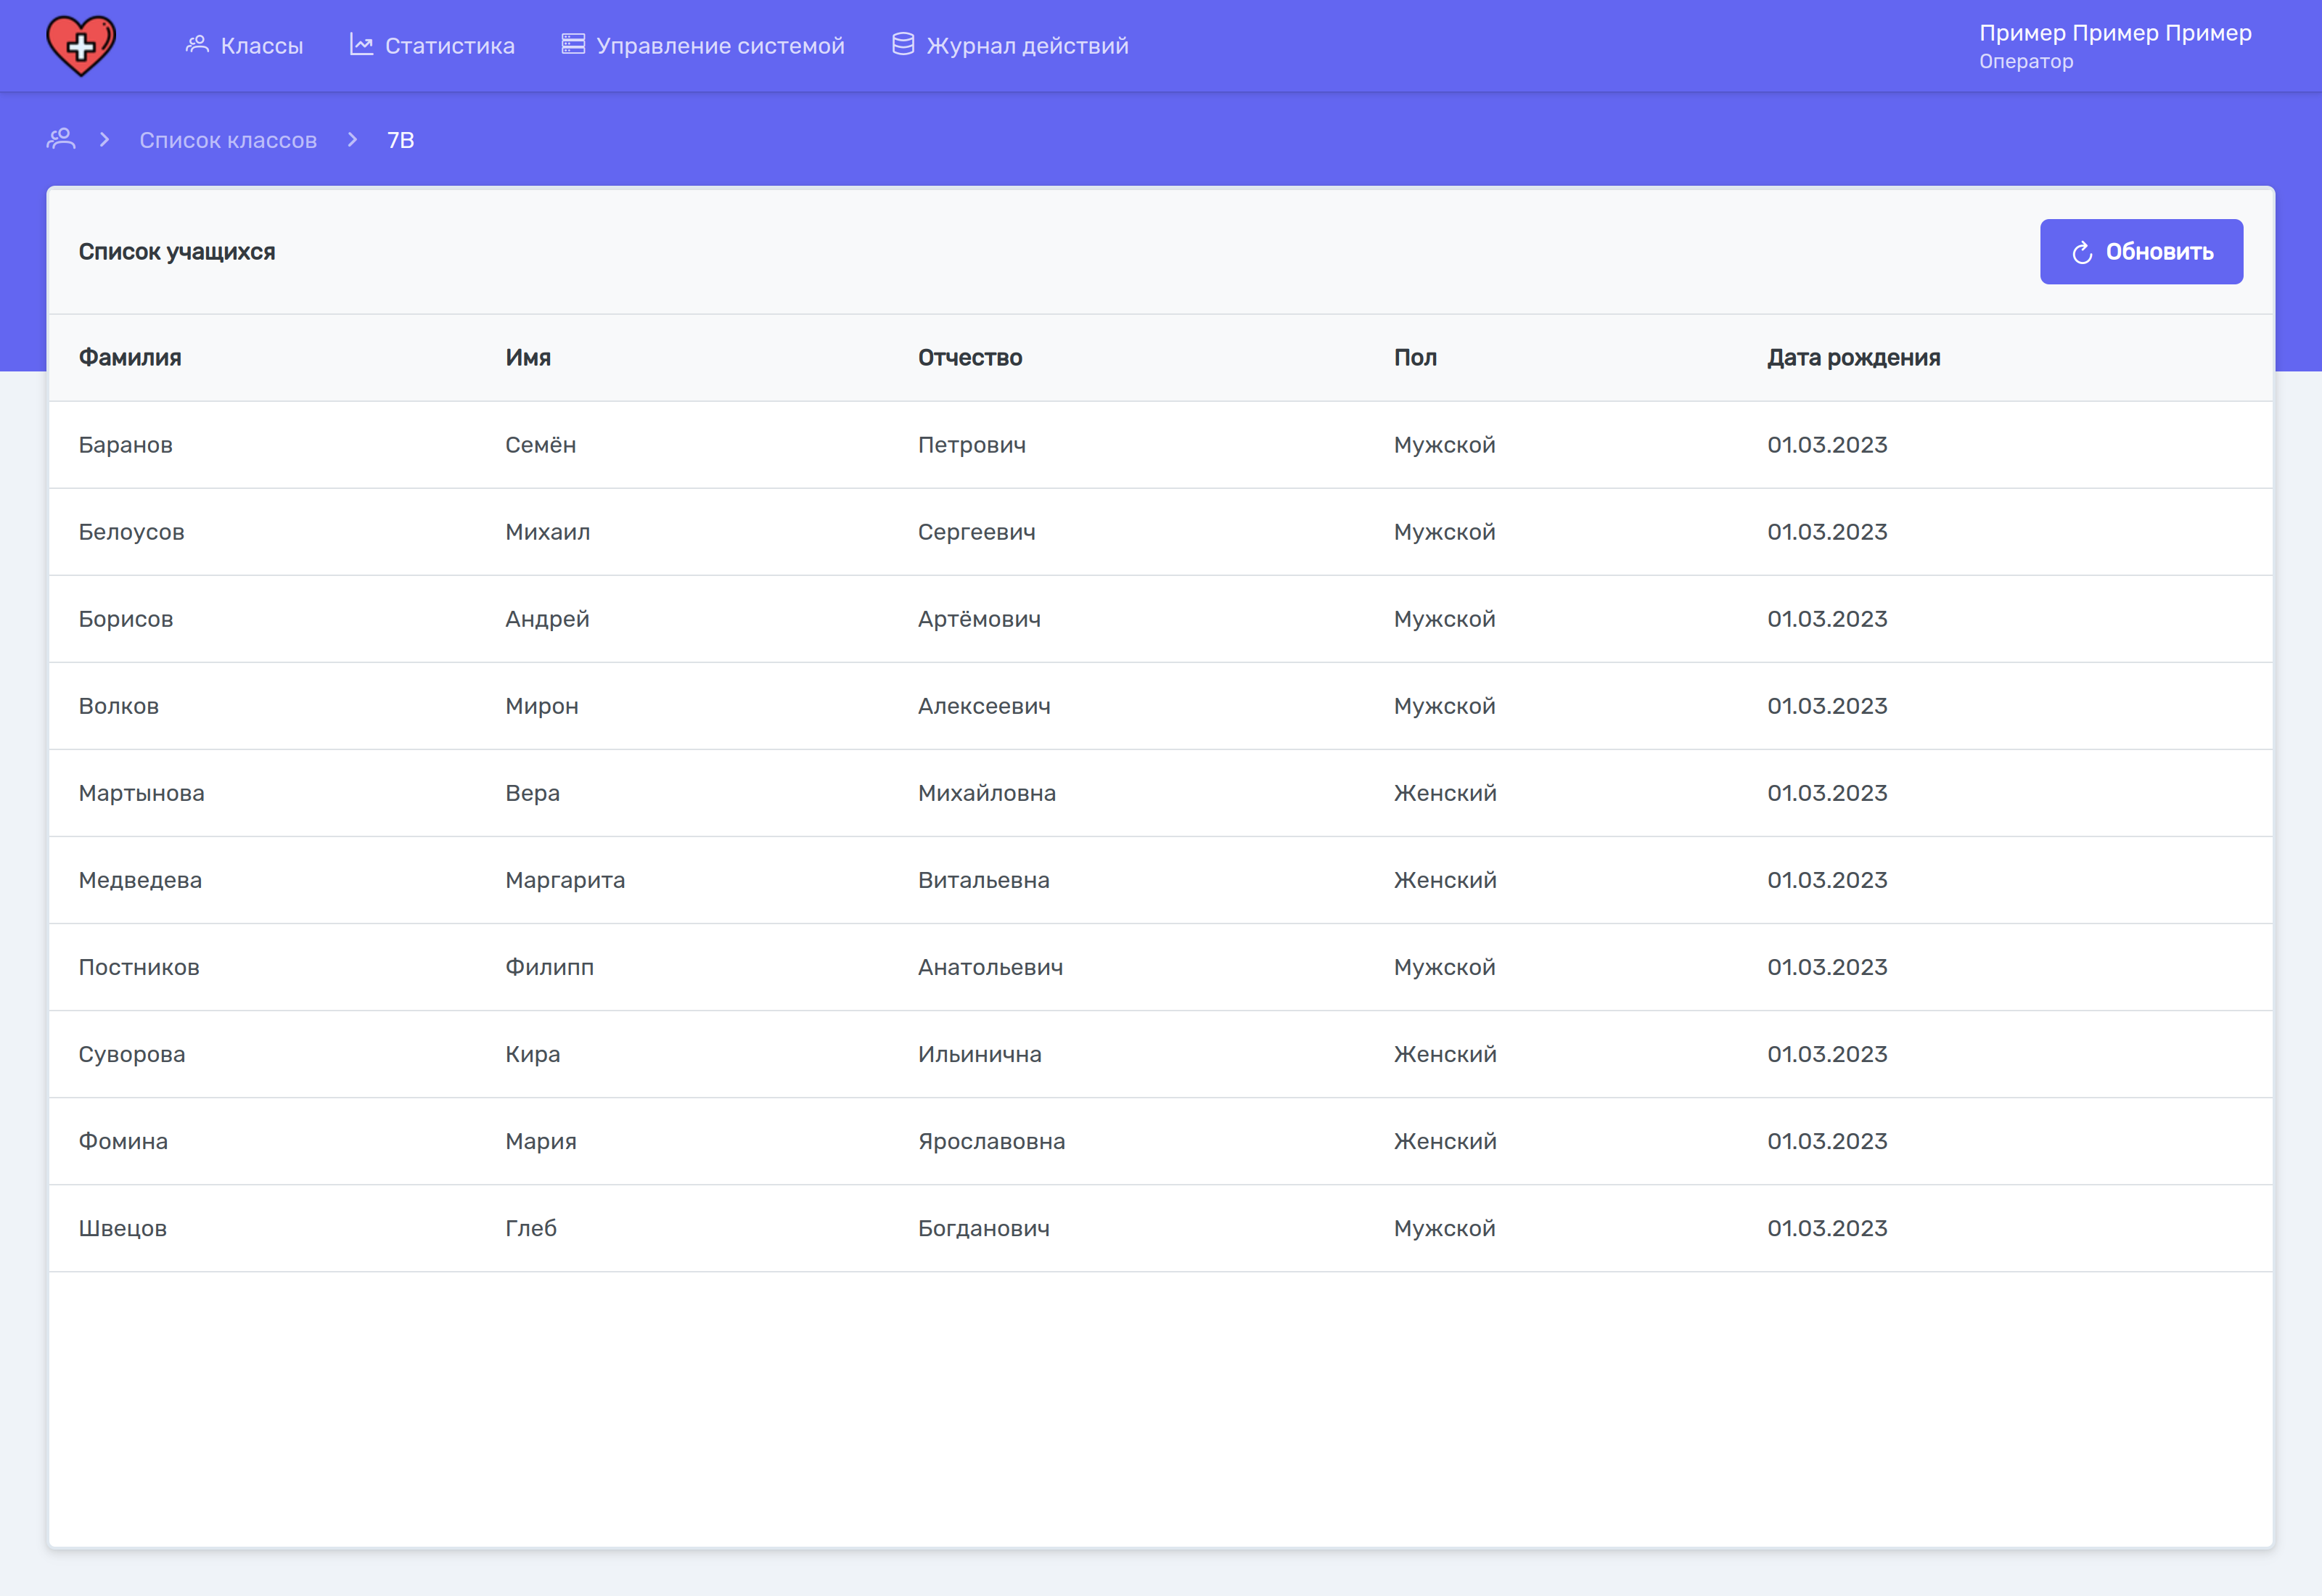 Классы Статистика Управление системой Журнал действий Пример Пример Пример
Оператор
Список классов 7В
Список учащихся Обновить
Фамилия Имя Отчество Пол Дата рождения
Баранов Семён Петрович Мужской 01.03.2023
Белоусов Михаил Сергеевич Мужской 01.03.2023
Борисов Андрей Артёмович Мужской 01.03.2023
Волков Мирон Алексеевич Мужской 01.03.2023
Мартынова Вера Михайловна Женский 01.03.2023
Медведева Маргарита Витальевна Женский 01.03.2023
Постников Филипп Анатольевич Мужской 01.03.2023
Суворова Кира Ильинична Женский 01.03.2023
Фомина Мария Ярославовна Женский 01.03.2023
Швецов Глеб Богданович Мужской 01.03.2023